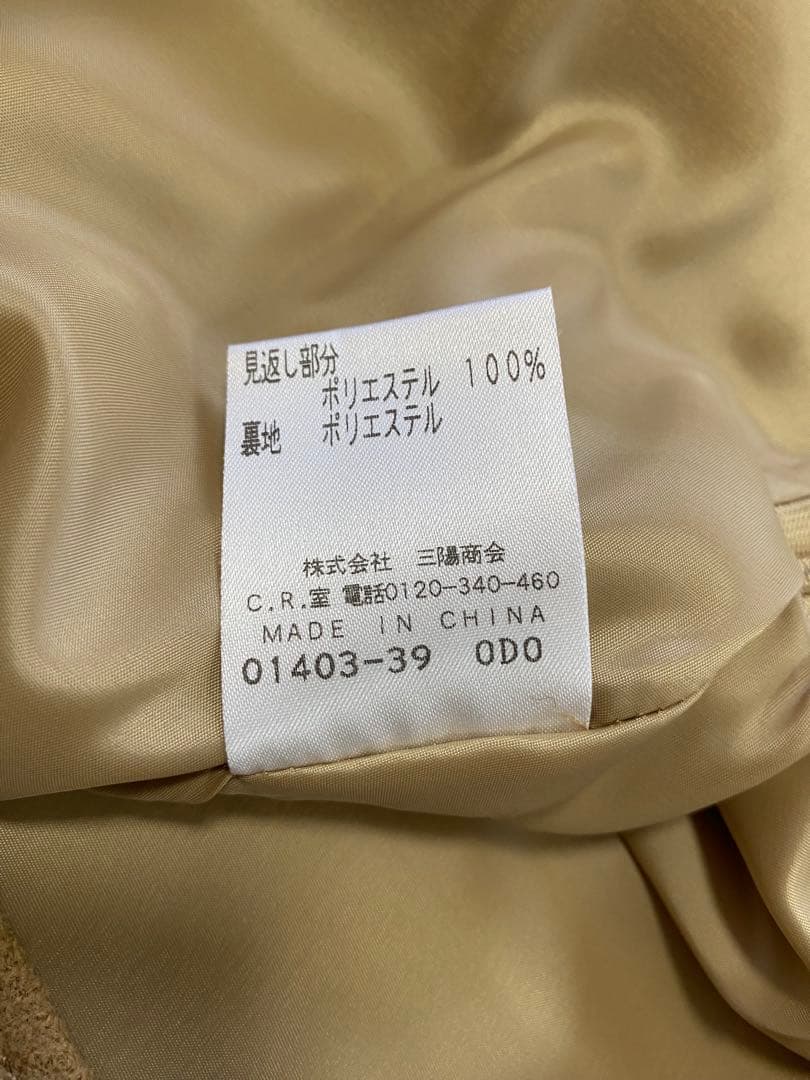 見返し部分
ポリエステル 100%
裏地 ポリエステル
株式会社 三陽商会
C.R.室 電話0120-340-460
MADE IN CHINA
01403-39 0D0